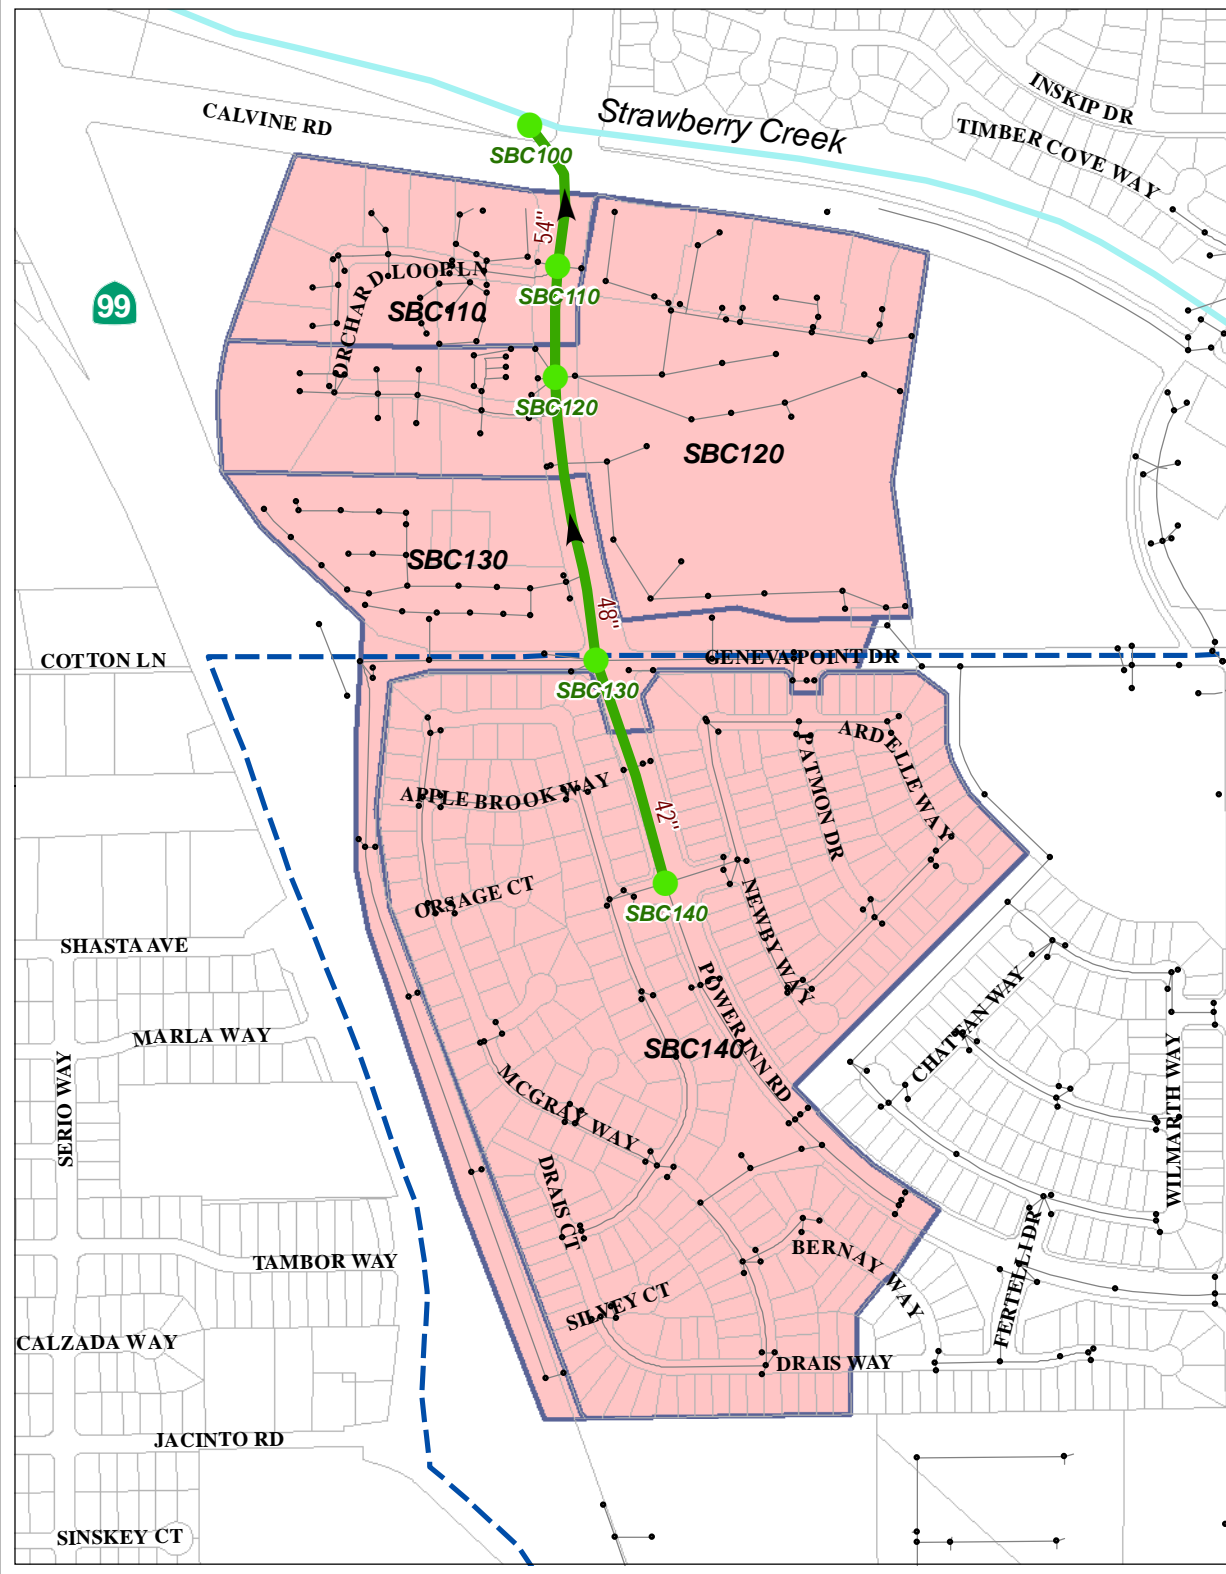 INSKIP DR
Strawberry Creek
CALVINE RD
TIMBER COVE WAY
SBC100
54"
ORCHARD LOOP LN
SBC110
SBC110
99
SBC120
SBC120
SBC130
48"
COTTON LN
GENEVA POINT DR
SBC130
ARDELLE WAY
PATMON DR
APPLE BROOK WAY
42"
ORSAGE CT
NEWBY WAY
SBC140
SHASTA AVE
POWER INN RD
CHATTAN WAY
MARLA WAY
SBC140
SERIO WAY
MCGRAY WAY
WILMARTH WAY
DRAIS CT
TAMBOR WAY
BERNAY WAY
FERTELLI DR
SILVEY CT
CALZADA WAY
DRAIS WAY
JACINTO RD
SINSKEY CT